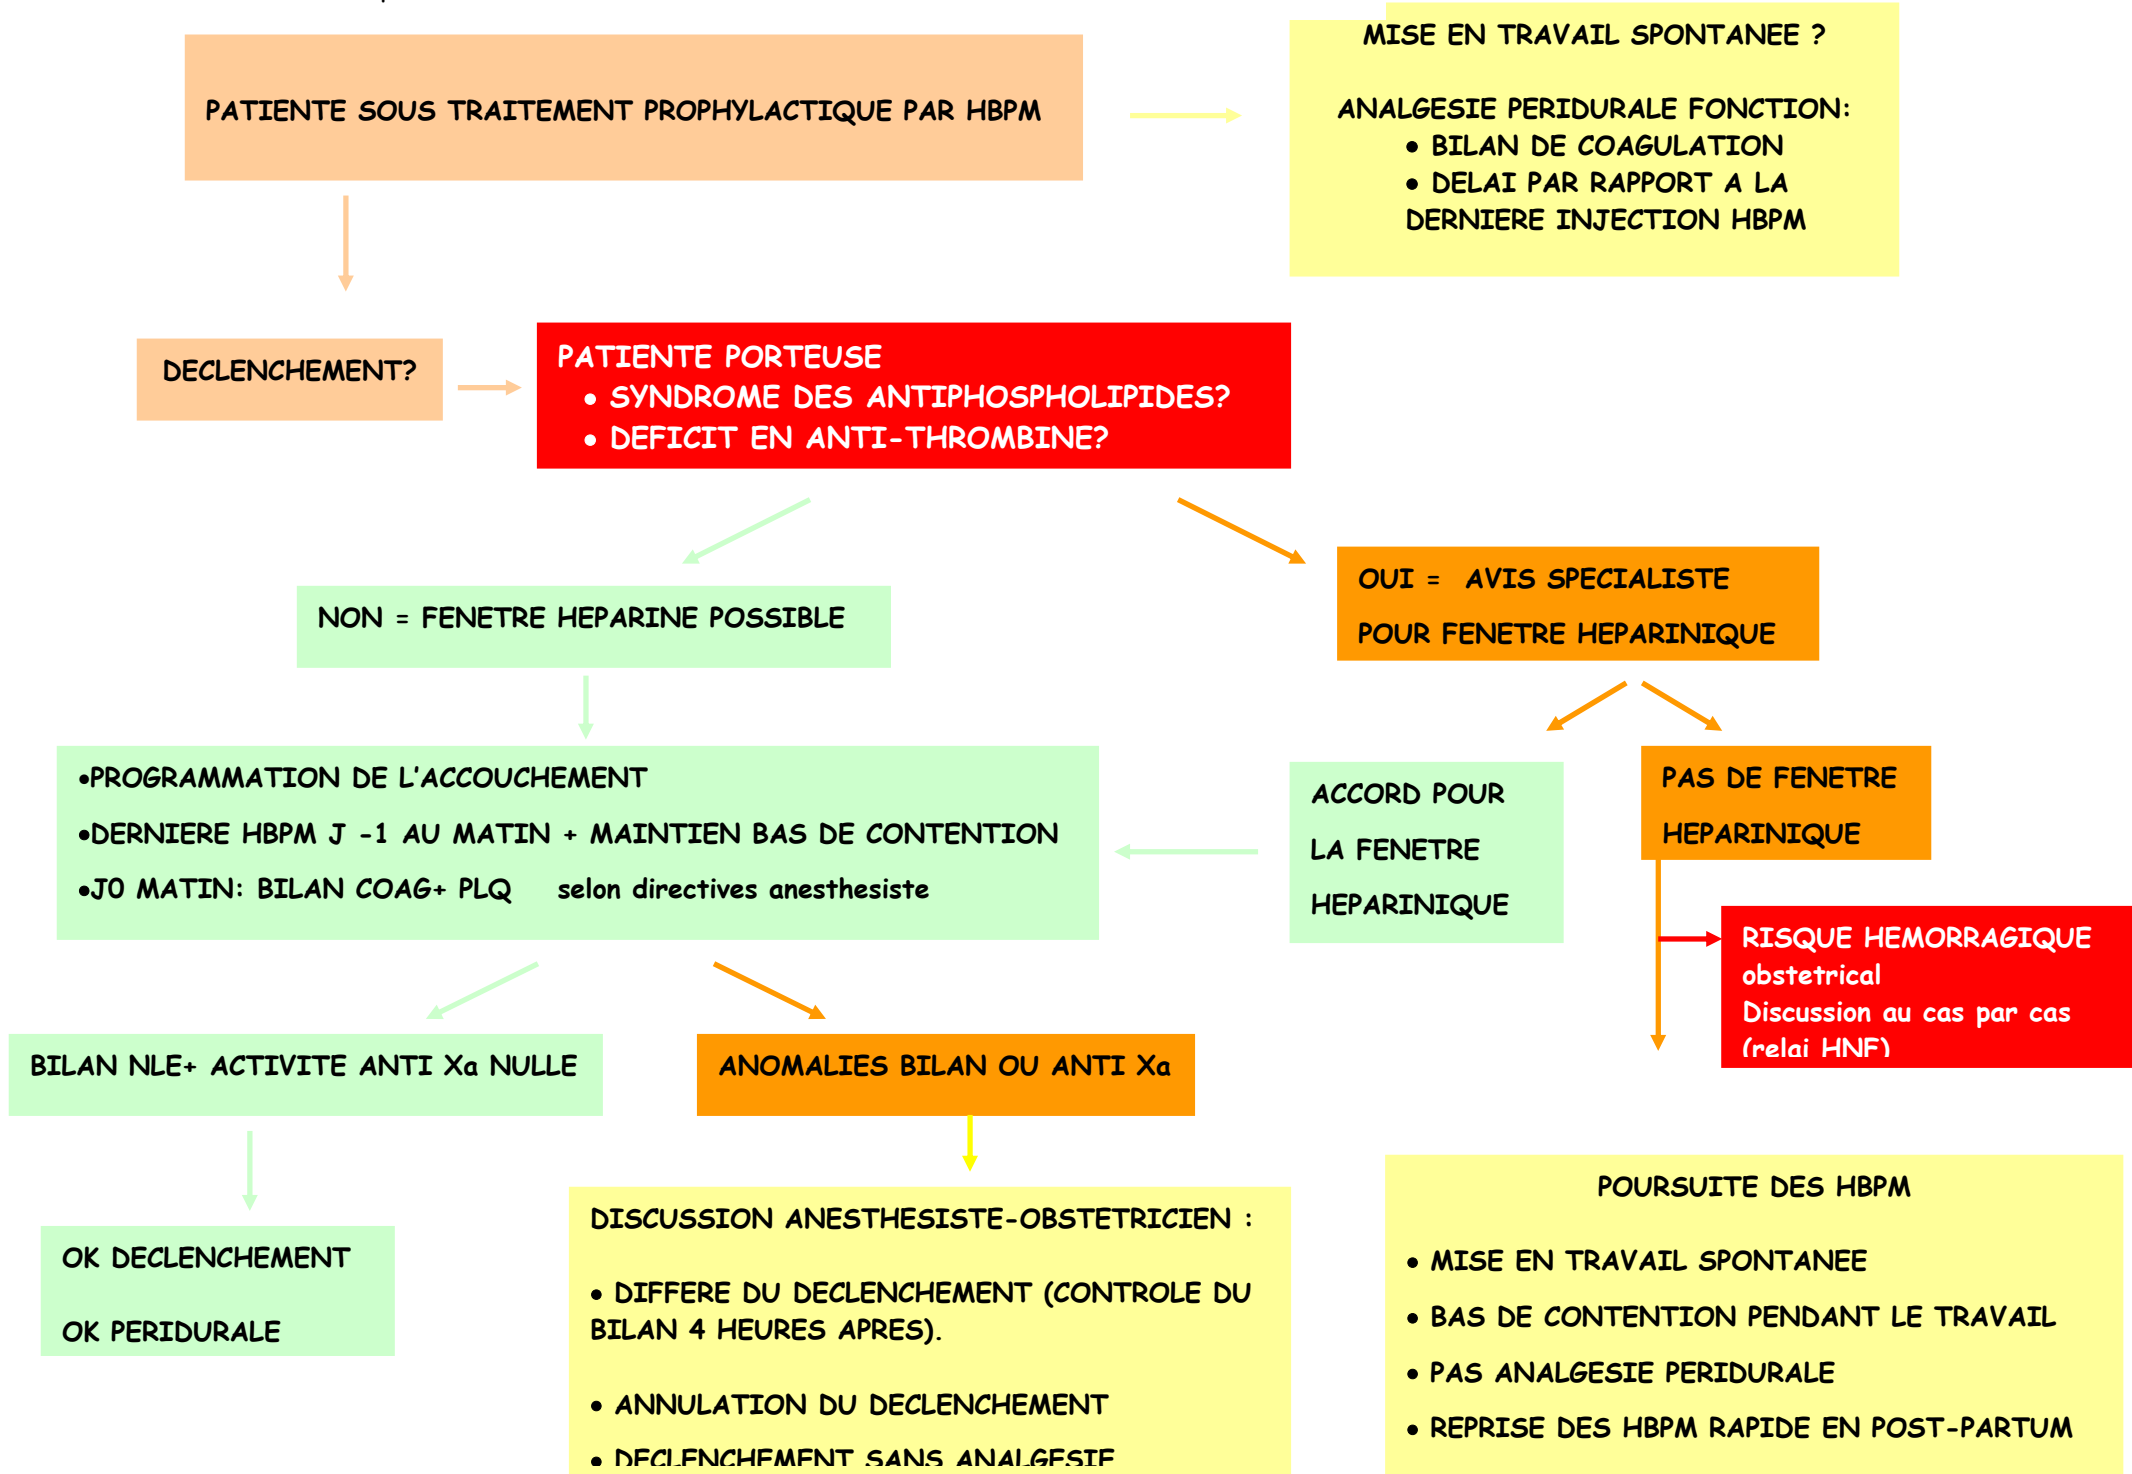 PATIENTE SOUS TRAITEMENT PROPHYLACTIQUE PAR HBPM
MISE EN TRAVAIL SPONTANEE ?
ANALGESIE PERIDURALE FONCTION:
• BILAN DE COAGULATION
• DELAI PAR RAPPORT A LA
DERNIERE INJECTION HBPM
DECLENCHEMENT?
PATIENTE PORTEUSE
• SYNDROME DES ANTIPHOSPHOLIPIDES?
• DEFICIT EN ANTI-THROMBINE?
NON = FENETRE HEPARINE POSSIBLE
OUI = AVIS SPECIALISTE
POUR FENETRE HEPARINIQUE
•PROGRAMMATION DE L'ACCOUCHEMENT
•DERNIERE HBPM J -1 AU MATIN + MAINTIEN BAS DE CONTENTION
•J0 MATIN: BILAN COAG+ PLQ selon directives anesthesiste
ACCORD POUR
LA FENETRE
HEPARINIQUE
PAS DE FENETRE
HEPARINIQUE
RISQUE HEMORRAGIQUE
obstetrical
Discussion au cas par cas
(relai HNF)
BILAN NLE+ ACTIVITE ANTI Xa NULLE
ANOMALIES BILAN OU ANTI Xa
OK DECLENCHEMENT
OK PERIDURALE
DISCUSSION ANESTHESISTE-OBSTETRICIEN :
• DIFFERE DU DECLENCHEMENT (CONTROLE DU
BILAN 4 HEURES APRES).
• ANNULATION DU DECLENCHEMENT
• DECLENCHEMENT SANS ANALGESIE
POURSUITE DES HBPM
• MISE EN TRAVAIL SPONTANEE
• BAS DE CONTENTION PENDANT LE TRAVAIL
• PAS ANALGESIE PERIDURALE
• REPRISE DES HBPM RAPIDE EN POST-PARTUM